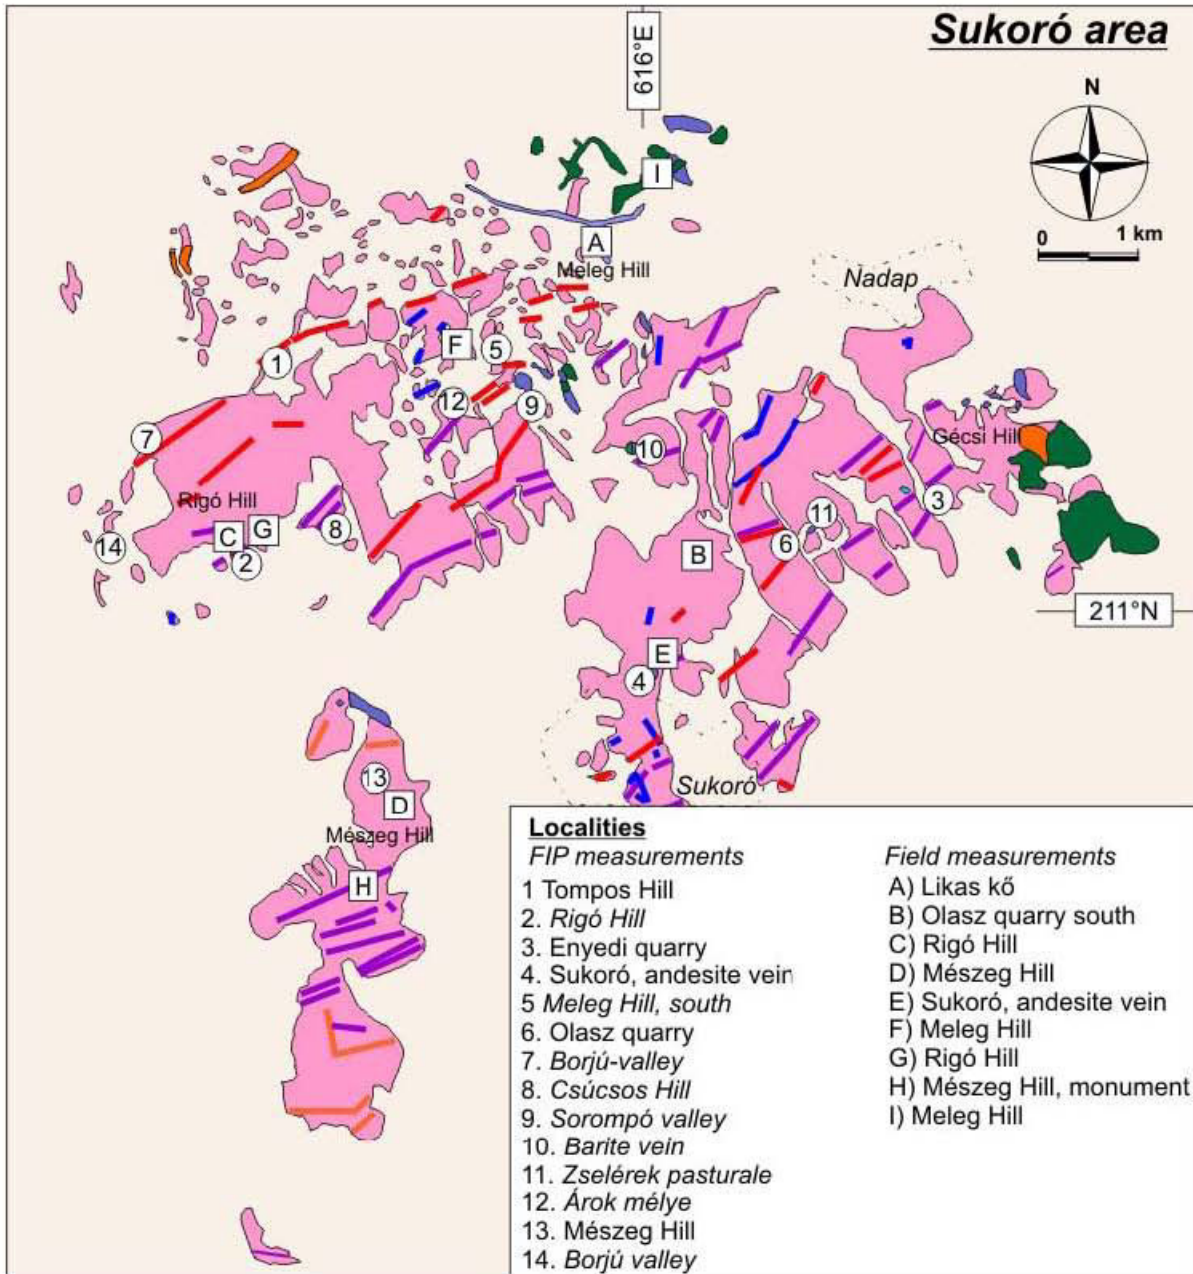 Sukoró area
616°E
N
0 1 km
I
A
Meleg Hill
Nadap
F
5
1
12
9
7
10
Gécsi Hill
Rigó Hill
3
C
G
8
11
14
2
B
6
211°N
E
4
13
D
Sukoró
Mészeg Hill
H
Localities
FIP measurements
1 Tompos Hill
2. Rigó Hill
3. Enyedi quarry
4. Sukoró, andesite vein
5 Meleg Hill, south
6. Olasz quarry
7. Borjú-valley
8. Csúcsos Hill
9. Sorompó valley
10. Barite vein
11. Zselérek pasturale
12. Árok mélye
13. Mészeg Hill
14. Borjú valley
Field measurements
A) Likas kő
B) Olasz quarry south
C) Rigó Hill
D) Mészeg Hill
E) Sukoró, andesite vein
F) Meleg Hill
G) Rigó Hill
H) Mészeg Hill, monument
I) Meleg Hill